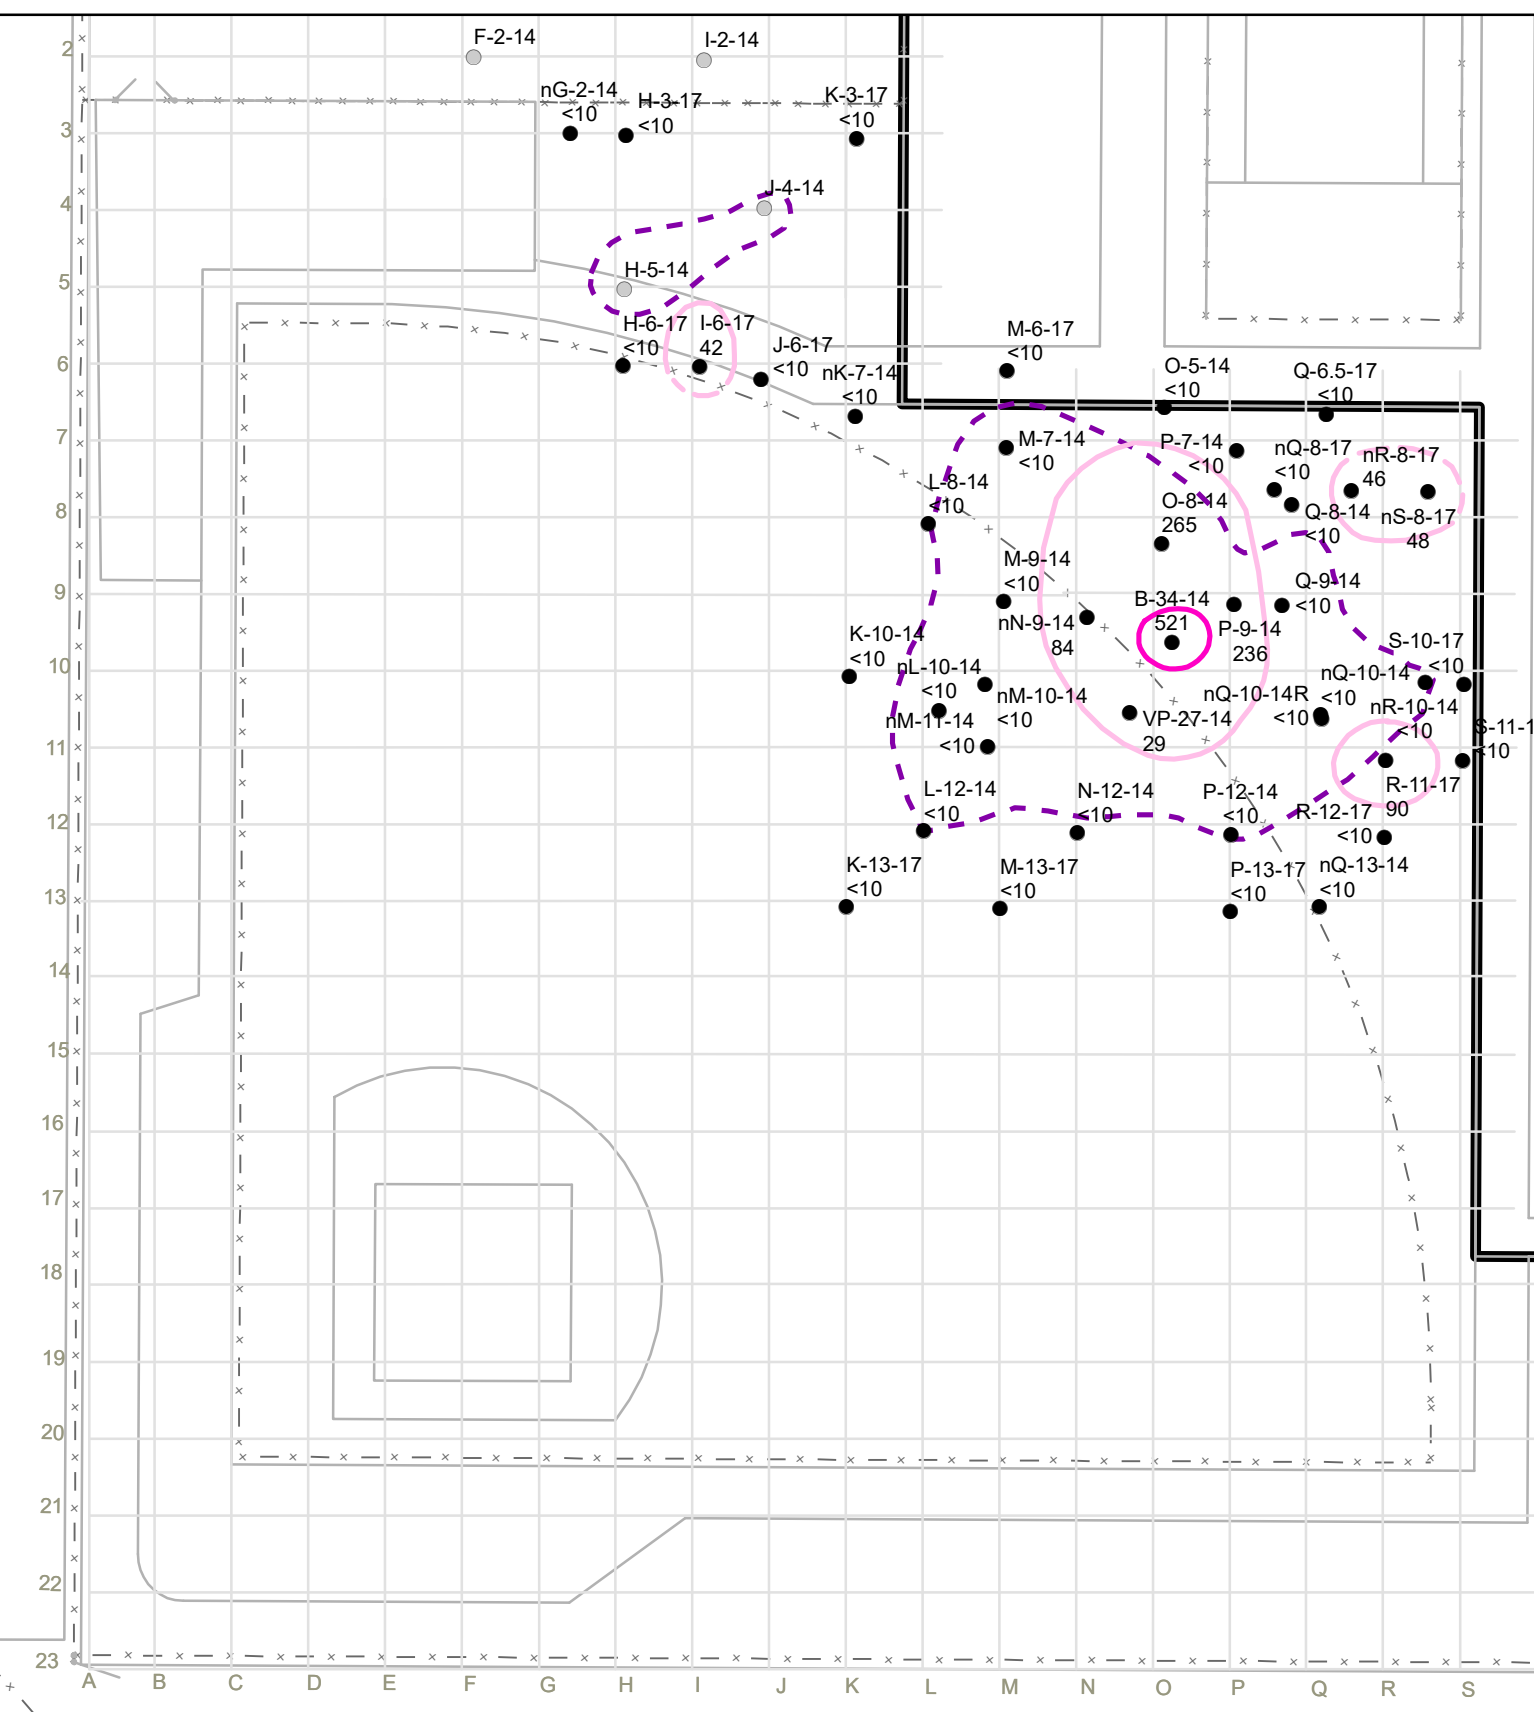 2
F-2-14
I-2-14
nG-2-14
<10
H-3-17
<10
K-3-17
<10
3
J-4-14
4
H-5-14
5
H-6-17
<10
I-6-17
42
J-6-17
<10
nK-7-14
<10
M-6-17
<10
O-5-14
<10
Q-6.5-17
<10
6
7
M-7-14
<10
P-7-14
<10
nQ-8-17
<10
nR-8-17
46
L-8-14
<10
O-8-14
265
Q-8-14
<10
nS-8-17
48
8
M-9-14
<10
B-34-14
521
Q-9-14
<10
9
nN-9-14
84
P-9-14
236
K-10-14
<10
S-10-17
<10
10
nL-10-14
<10
nM-10-14
<10
nQ-10-14
<10
nQ-10-14R
<10
nR-10-14
<10
nM-11-14
<10
VP-27-14
29
S-11-1
<10
11
L-12-14
<10
N-12-14
<10
P-12-14
<10
R-11-17
90
R-12-17
<10
12
K-13-17
<10
M-13-17
<10
P-13-17
<10
nQ-13-14
<10
13
14
15
16
17
18
19
20
21
22
23
A B C D E F G H I J K L M N O P Q R S